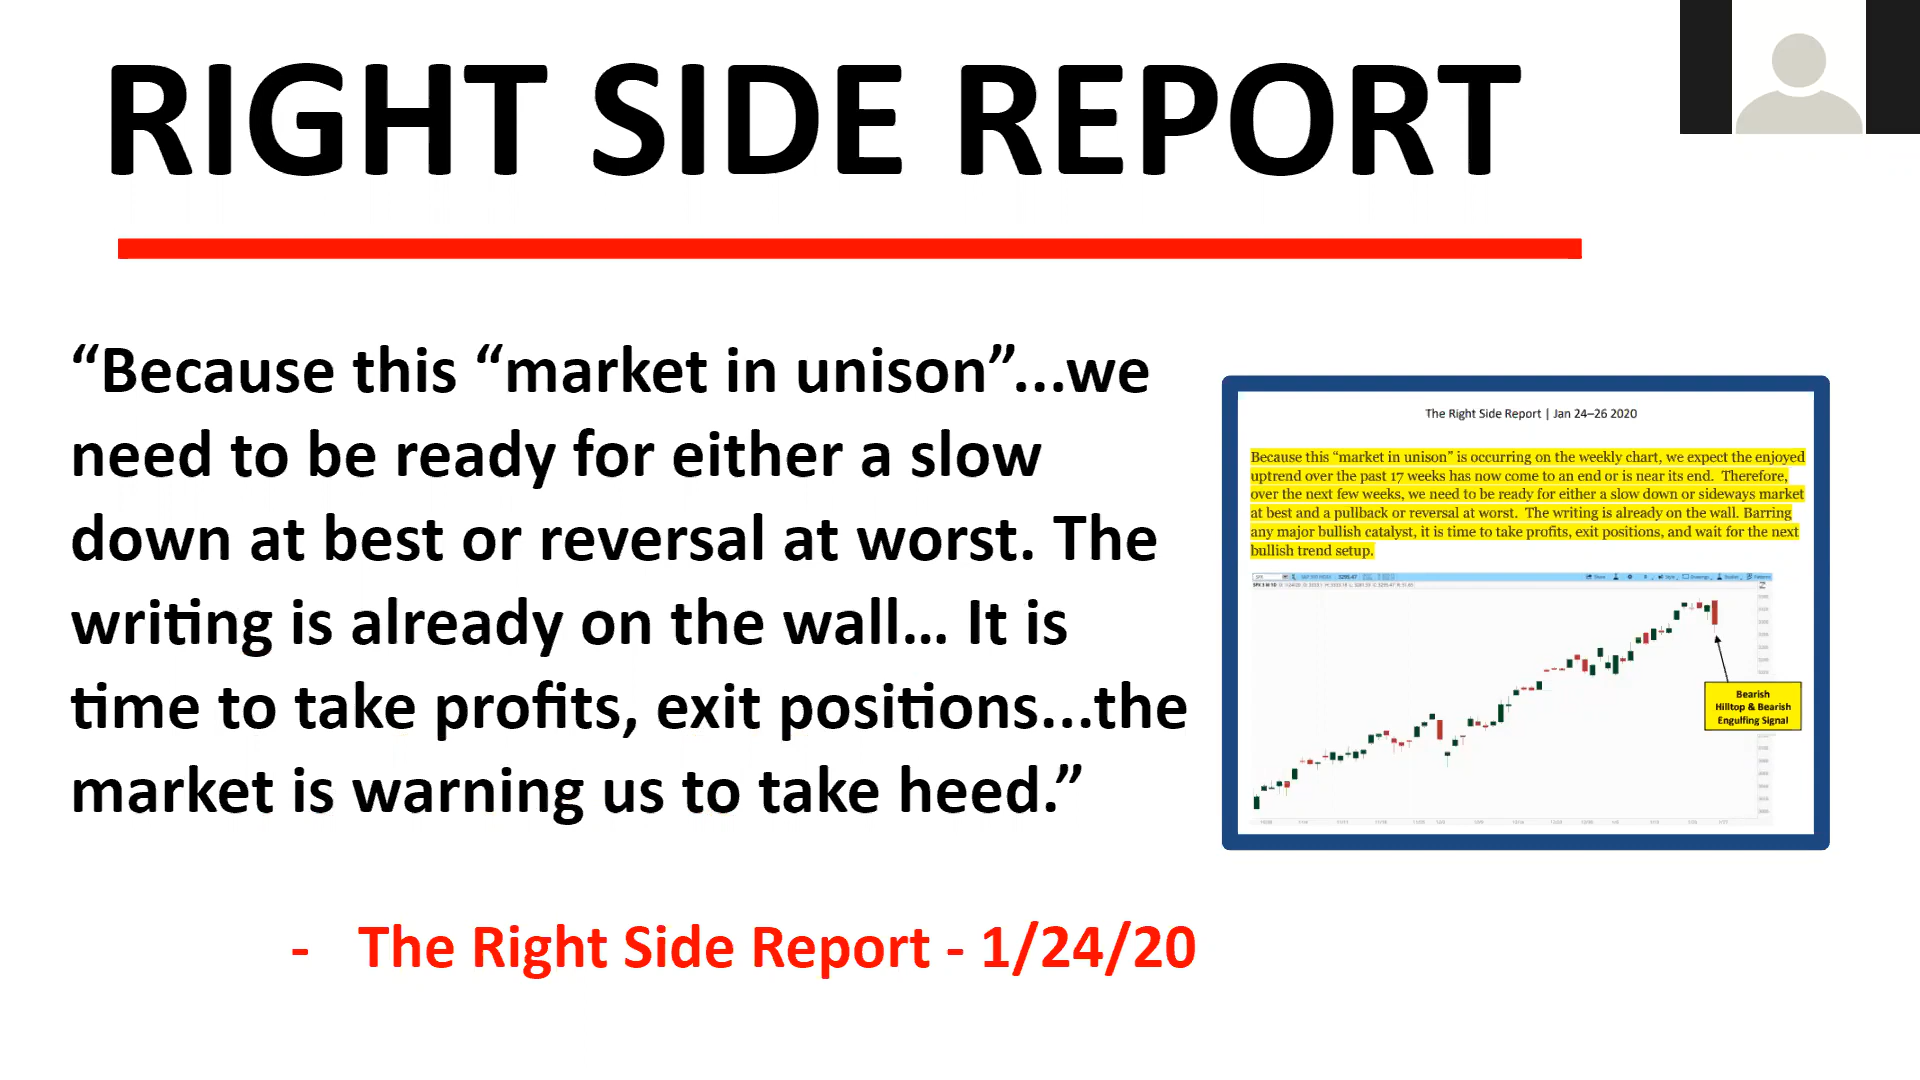 RIGHT SIDE REPORT
“Because this “market in unison”...we
need to be ready for either a slow
down at best or reversal at worst. The
writing is already on the wall... It is
time to take profits, exit positions...the
market is warning us to take heed.”
- The Right Side Report - 1/24/20
The Right Side Report | Jan 24–26 2020
Because this “market in unison” is occurring on the weekly chart, we expect the enjoyed
uptrend over the past 17 weeks has now come to an end or is near its end. Therefore,
over the next few weeks, we need to be ready for either a slow down or sideways market
at best and a pullback or reversal at worst. The writing is already on the wall. Barring
any major bullish catalyst, it is time to take profits, exit positions, and wait for the next
bullish trend setup.
Bearish
Hilltop & Bearish
Engulfing Signal